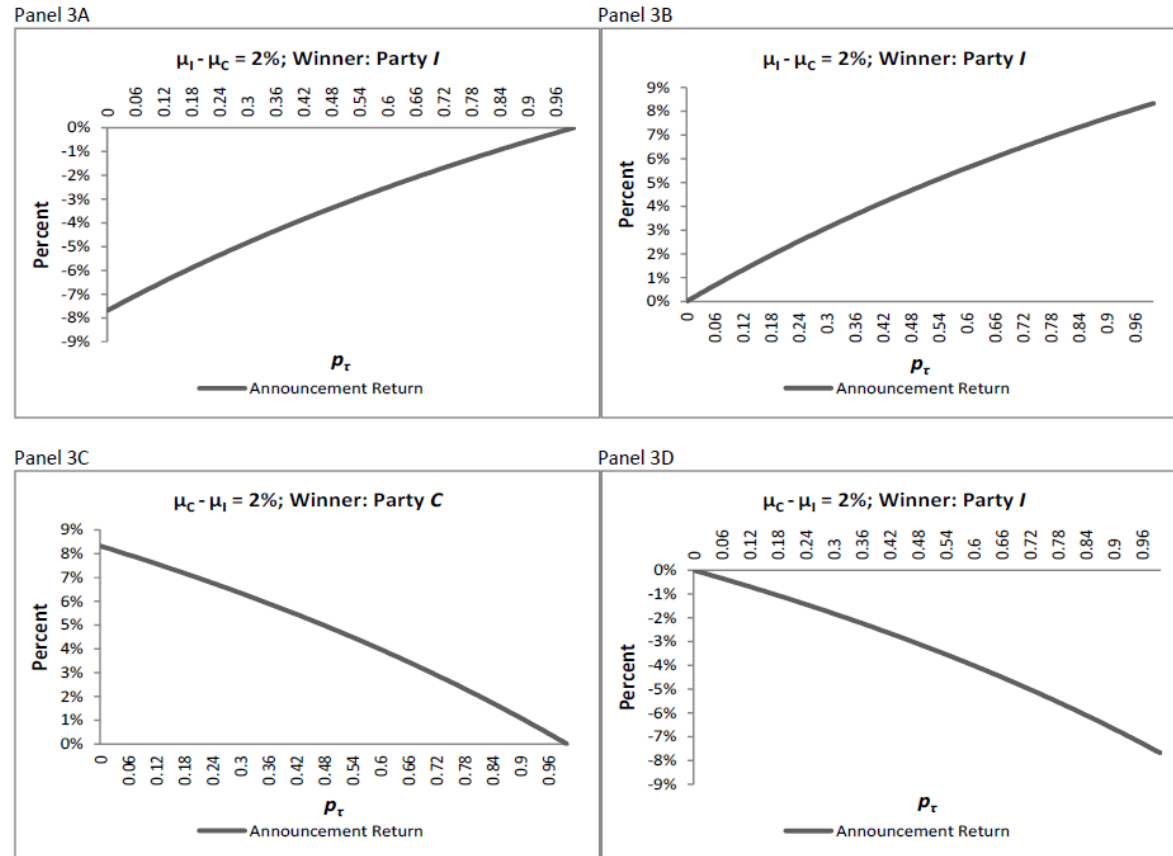 Panel 3A
μI - μC = 2%; Winner: Party I
0 0.06 0.12 0.18 0.24 0.3 0.36 0.42 0.48 0.54 0.6 0.66 0.72 0.78 0.84 0.9 0.96
0%
-1%
-2%
-3%
-4%
-5%
-6%
-7%
-8%
-9%
Percent
pτ
Announcement Return
Panel 3B
μI - μC = 2%; Winner: Party I
9%
8%
7%
6%
5%
4%
3%
2%
1%
0%
Percent
0 0.06 0.12 0.18 0.24 0.3 0.36 0.42 0.48 0.54 0.6 0.66 0.72 0.78 0.84 0.9 0.96
pτ
Announcement Return
Panel 3C
μC - μI = 2%; Winner: Party C
9%
8%
7%
6%
5%
4%
3%
2%
1%
0%
Percent
0 0.06 0.12 0.18 0.24 0.3 0.36 0.42 0.48 0.54 0.6 0.66 0.72 0.78 0.84 0.9 0.96
pτ
Announcement Return
Panel 3D
μC - μI = 2%; Winner: Party I
0 0.06 0.12 0.18 0.24 0.3 0.36 0.42 0.48 0.54 0.6 0.66 0.72 0.78 0.84 0.9 0.96
0%
-1%
-2%
-3%
-4%
-5%
-6%
-7%
-8%
-9%
Percent
pτ
Announcement Return